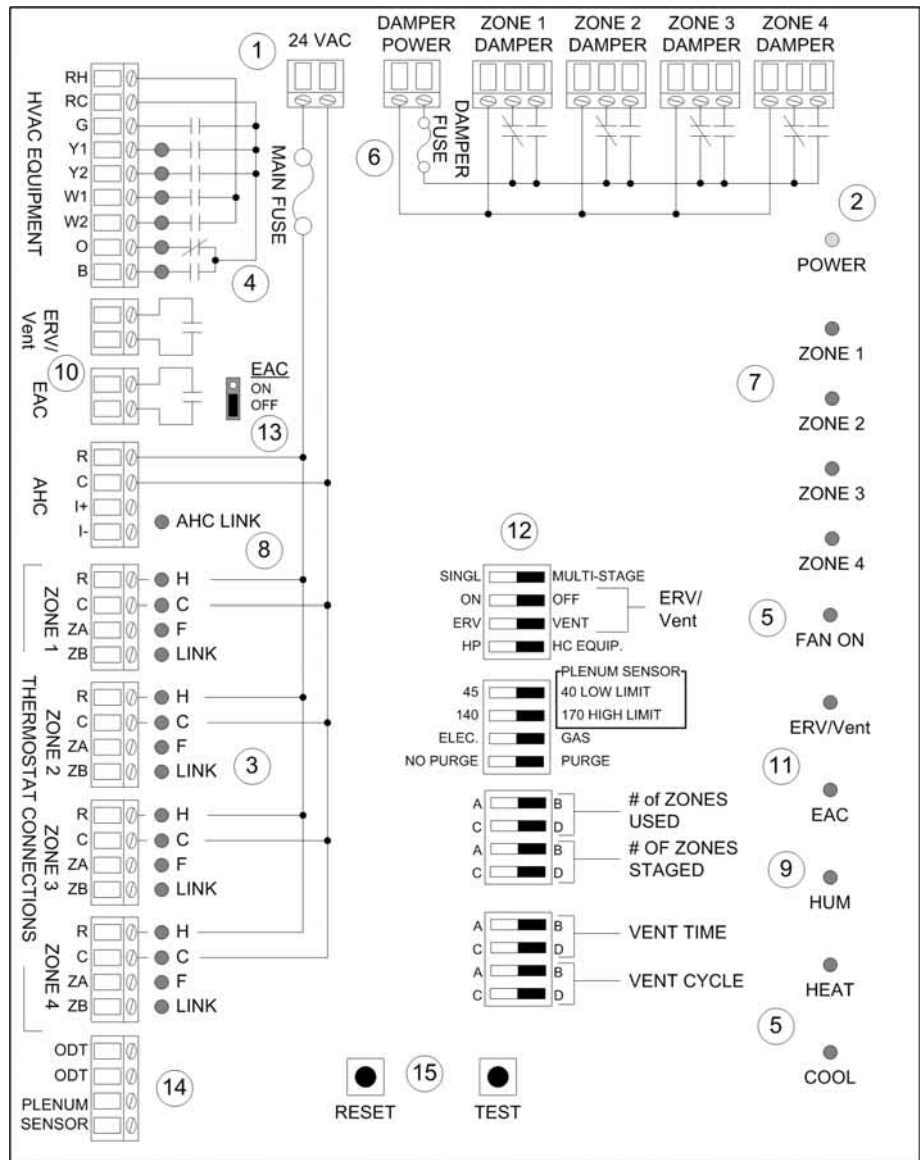 1
24 VAC
DAMPER
POWER
ZONE 1
DAMPER
ZONE 2
DAMPER
ZONE 3
DAMPER
ZONE 4
DAMPER
HVAC EQUIPMENT
RH
RC
G
Y1
Y2
W1
W2
O
B
4
MAIN FUSE
6
DAMPER
FUSE
2
POWER
ERV/
Vent
10
EAC
EAC
ON
OFF
13
ZONE 1
7
ZONE 2
ZONE 3
ZONE 4
AHC
R
C
I+
I-
AHC LINK
8
12
SINGL
MULTI-STAGE
ON
OFF
ERV
VENT
ERV/
Vent
HP
HC EQUIP.
PLENUM SENSOR
45
40 LOW LIMIT
140
170 HIGH LIMIT
ELEC.
GAS
NO PURGE
PURGE
A
B
C
D
# of ZONES
USED
A
B
C
D
# OF ZONES
STAGED
A
B
C
D
VENT TIME
A
B
C
D
VENT CYCLE
5
FAN ON
ERV/Vent
11
EAC
9
HUM
HEAT
5
COOL
THERMOSTAT CONNECTIONS
ZONE 1
R
H
C
C
ZA
F
ZB
LINK
ZONE 2
R
H
C
C
ZA
F
ZB
LINK
3
ZONE 3
R
H
C
C
ZA
F
ZB
LINK
ZONE 4
R
H
C
C
ZA
F
ZB
LINK
ODT
ODT
PLENUM
SENSOR
14
RESET
15
TEST